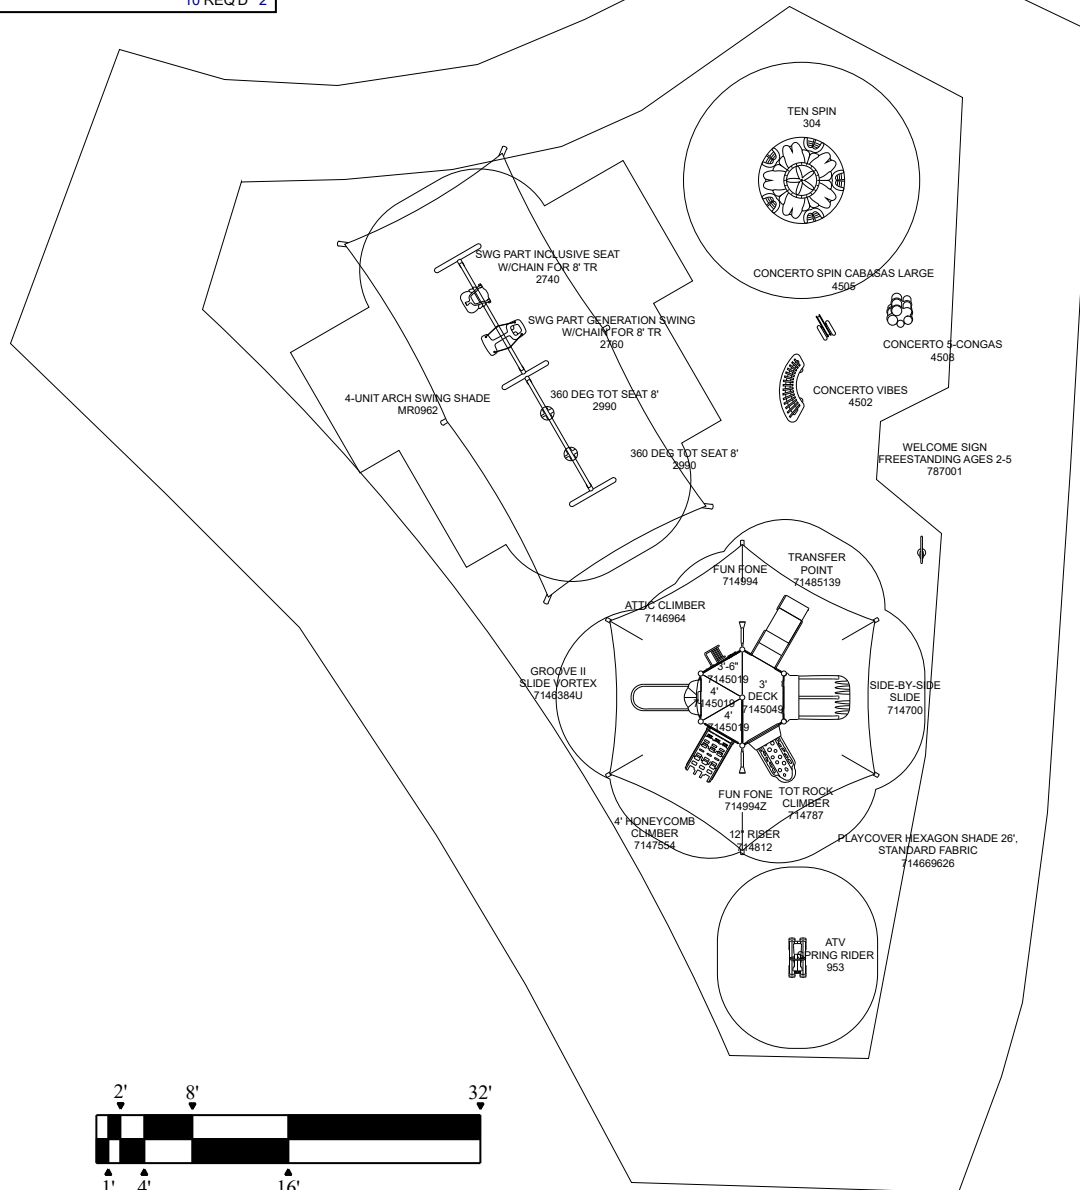 10 REQ'D 2
TEN SPIN
304
SWG PART INCLUSIVE SEAT
W/CHAIN FOR 8' TR
2740
CONCERTO SPIN CABASAS LARGE
4505
SWG PART GENERATION SWING
W/CHAIN FOR 8' TR
2760
CONCERTO 5-CONGAS
4508
4-UNIT ARCH SWING SHADE
MR0962
360 DEG TOT SEAT 8'
2990
CONCERTO VIBES
4502
360 DEG TOT SEAT 8'
2990
WELCOME SIGN
FREESTANDING AGES 2-5
787001
FUN FONE
714994
TRANSFER
POINT
71485139
ATTIC CLIMBER
7146964
GROOVE II
SLIDE VORTEX
7146384U
3'-6"
7145019
4'
7145019
4'
7145019
3'
DECK
7145049
SIDE-BY-SIDE
SLIDE
714700
FUN FONE
714994Z
TOT ROCK
CLIMBER
714787
4' HONEYCOMB
CLIMBER
7147554
12" RISER
714812
PLAYCOVER HEXAGON SHADE 26',
STANDARD FABRIC
714669626
ATV
SPRING RIDER
953
2' 8' 32'
1' 4' 16'